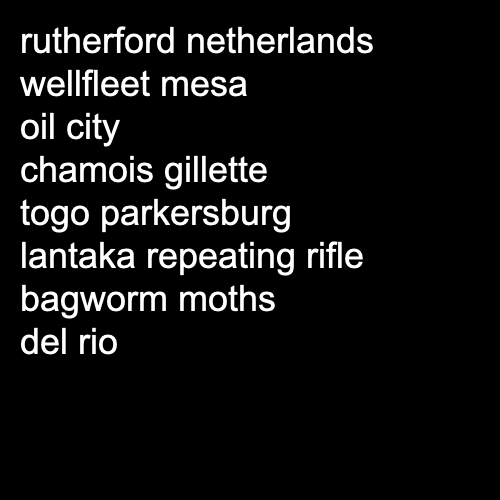 rutherford netherlands
wellfleet mesa
oil city
chamois gillette
togo parkersburg
lantaka repeating rifle
bagworm moths
del rio